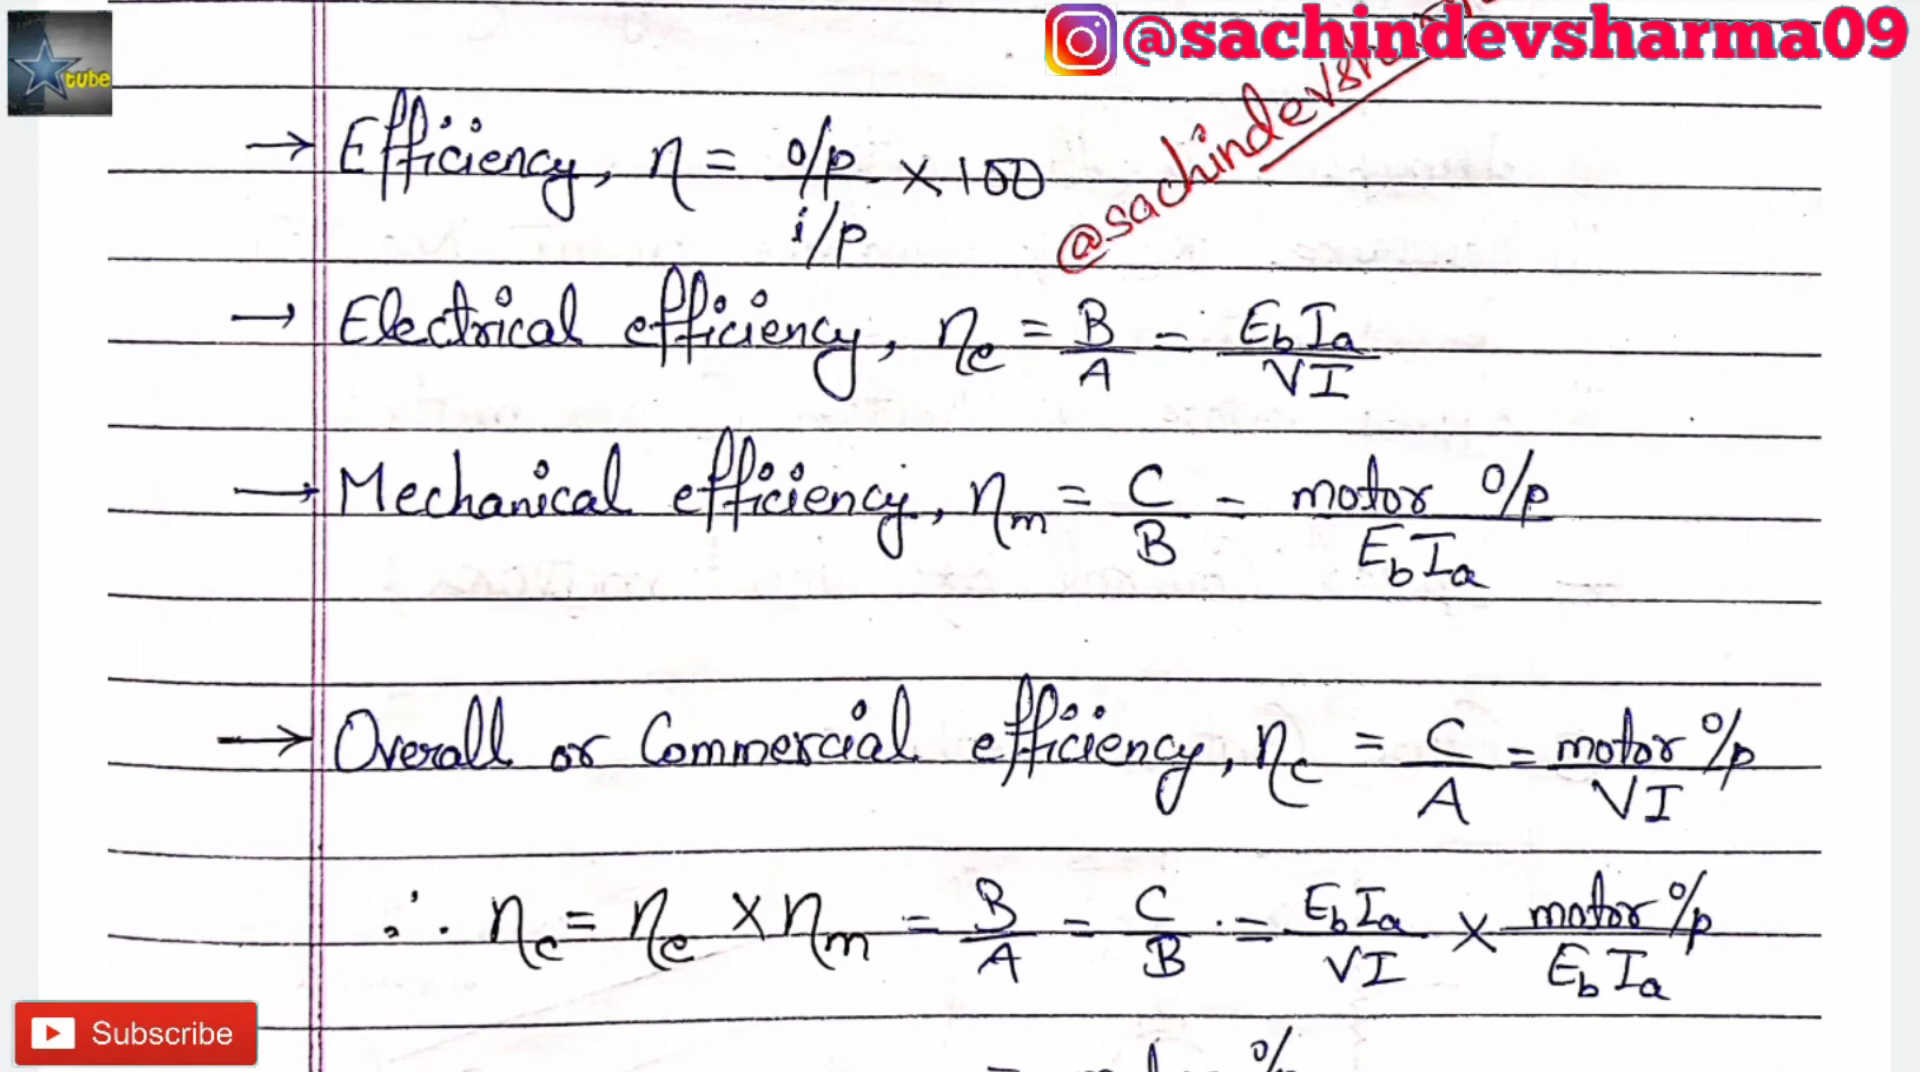 @sachindevsharma09
tube
→ Efficiency, η = o/p / i/p × 100
@sachindevsh
→ Electrical efficiency, ηe = B/A = EbIa / VI
→ Mechanical efficiency, ηm = C/B = motor o/p / EbIa
→ Overall or Commercial efficiency, ηc = C/A = motor o/p / VI
∴ ηc = ηe × ηm = B/A = C/B = EbIa / VI × motor o/p / EbIa
Subscribe